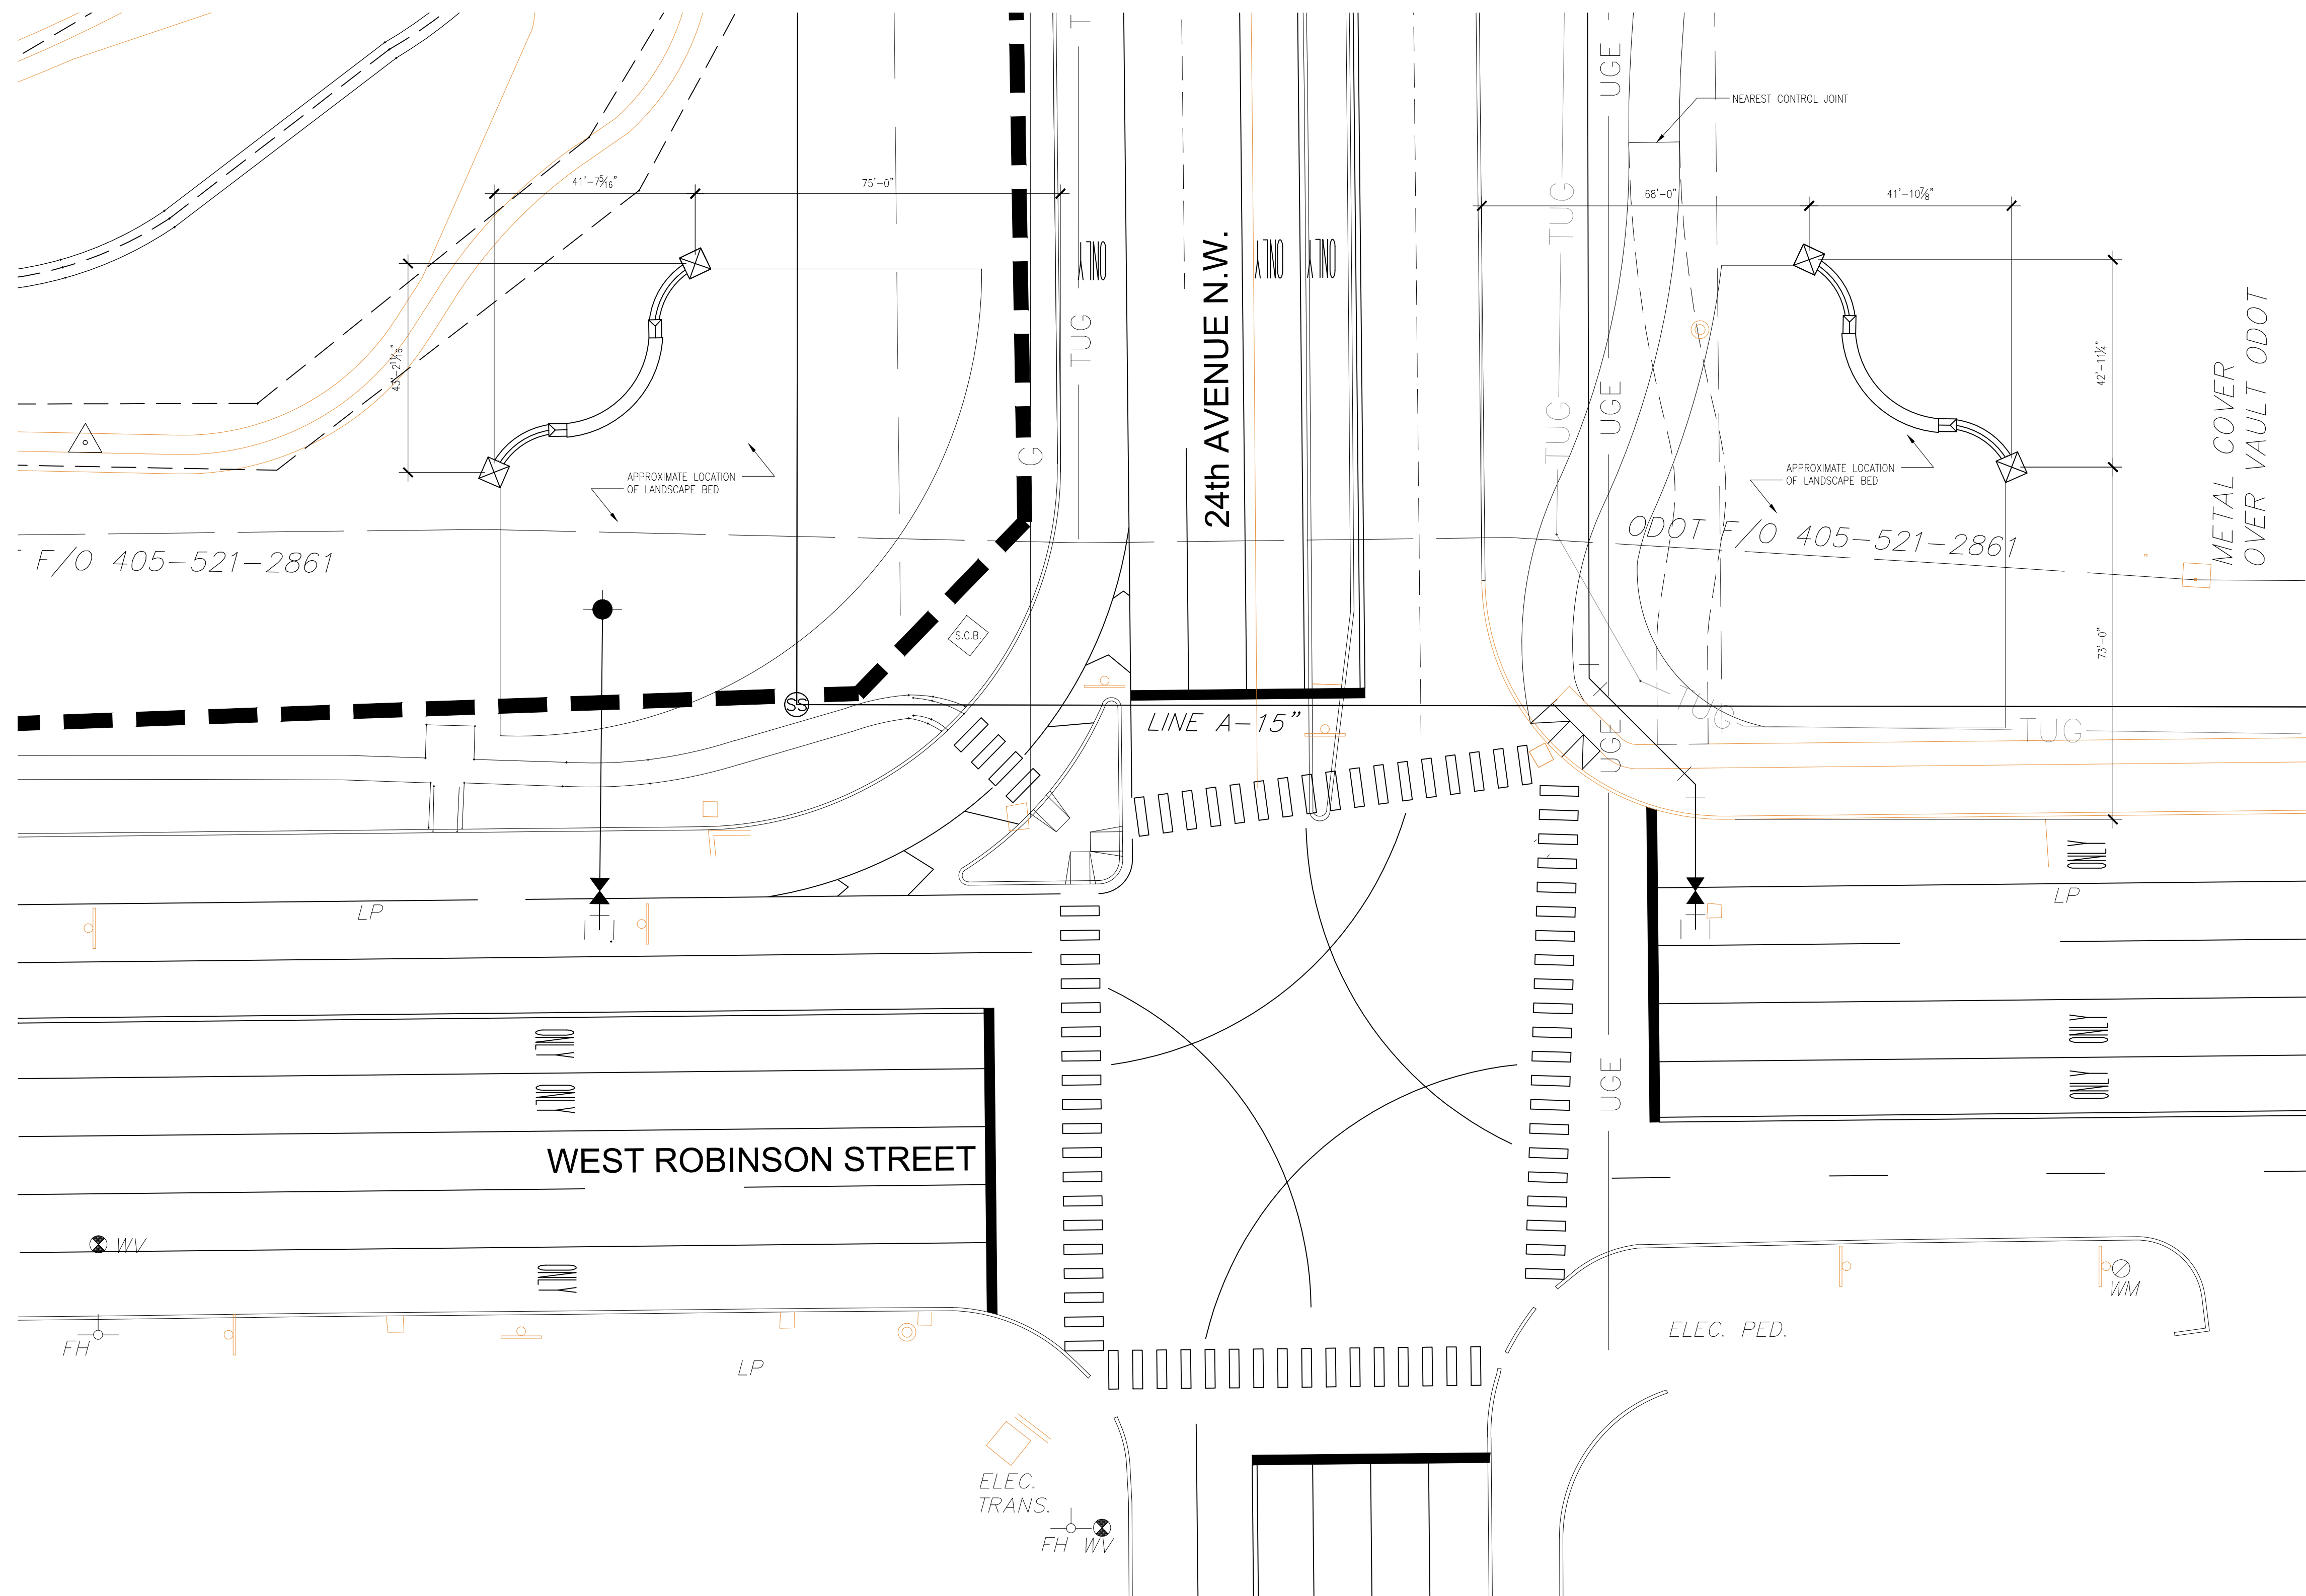 UGE
T
NEAREST CONTROL JOINT
41'-7 5/16"
75'-0"
68'-0"
41'-10 7/8"
TUG
ONLY
ONLY
ONLY
24th AVENUE N.W.
TUG
43'-2 11/16"
42'-11 1/4"
METAL COVER
OVER VAULT ODOT
TUG
UGE
G
APPROXIMATE LOCATION
OF LANDSCAPE BED
APPROXIMATE LOCATION
OF LANDSCAPE BED
T F/O 405-521-2861
ODOT F/O 405-521-2861
S.C.B.
73'-0"
SS
LINE A-15"
TUG
TUG
UGE
ONLY
LP
LP
ONLY
ONLY
ONLY
ONLY
UGE
WEST ROBINSON STREET
WV
ONLY
WM
FH
ELEC. PED.
LP
ELEC.
TRANS.
FH WV